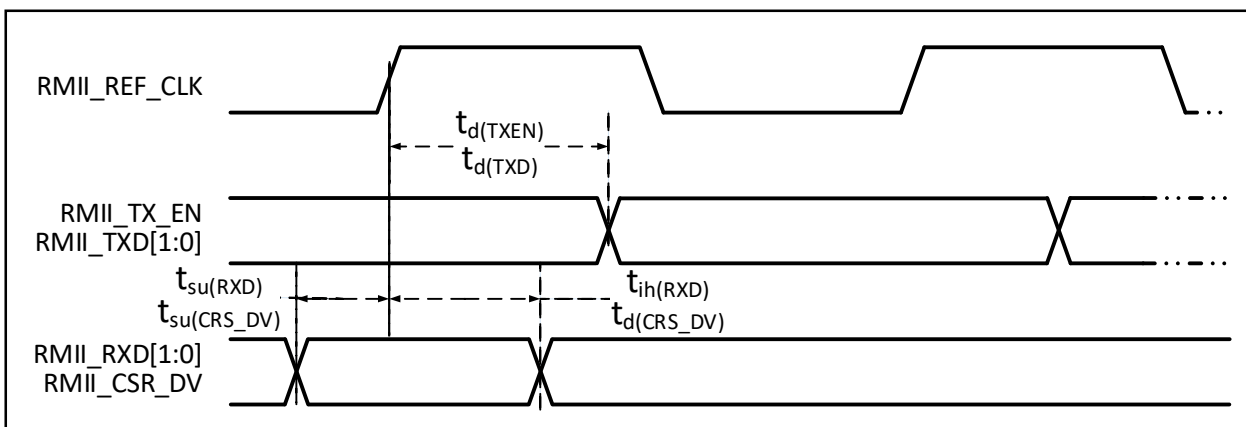 RMII_REF_CLK
td(TXEN)
td(TXD)
RMII_TX_EN
RMII_TXD[1:0]
tsu(RXD)
tih(RXD)
tsu(CRS_DV)
td(CRS_DV)
RMII_RXD[1:0]
RMII_CSR_DV